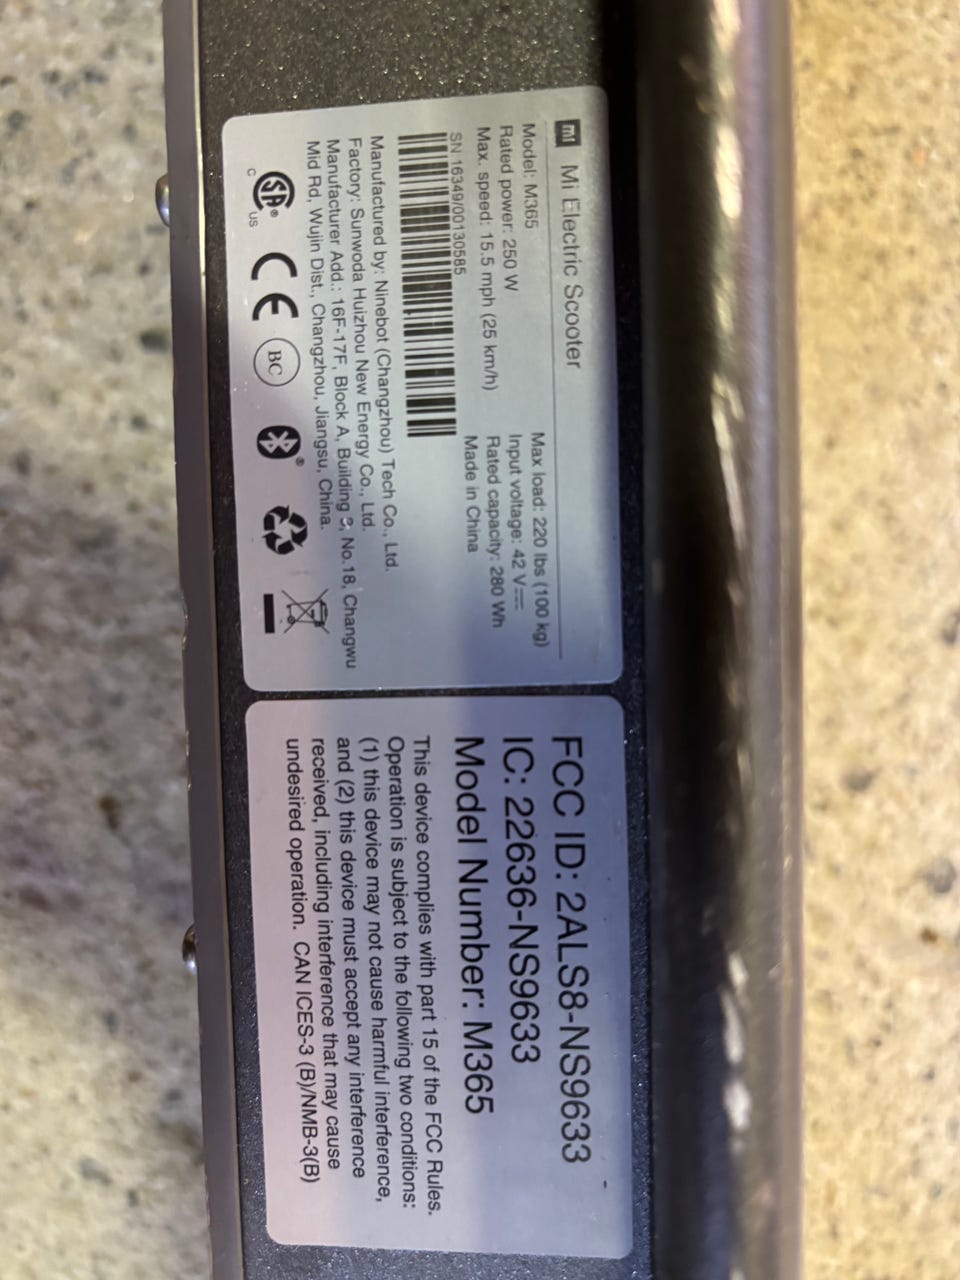 mi Mi Electric Scooter
Model: M365
Rated power: 250 W
Max. speed: 15.5 mph (25 km/h)
Max load: 220 lbs (100 kg)
Input voltage: 42 V
Rated capacity: 280 Wh
Made in China
SN 16349/00130585
Manufactured by: Ninebot (Changzhou) Tech Co., Ltd.
Factory: Sunwoda Huizhou New Energy Co., Ltd.
Manufacturer Add.: 16F-17F, Block A, Building 3, No.18, Changwu
Mid Rd, Wujin Dist., Changzhou, Jiangsu, China.
C SA® US CE BC ®
FCC ID: 2ALS8-NS9633
IC: 22636-NS9633
Model Number: M365
This device complies with part 15 of the FCC Rules.
Operation is subject to the following two conditions:
(1) this device may not cause harmful interference,
and (2) this device must accept any interference
received, including interference that may cause
undesired operation. CAN ICES-3 (B)/NMB-3(B)